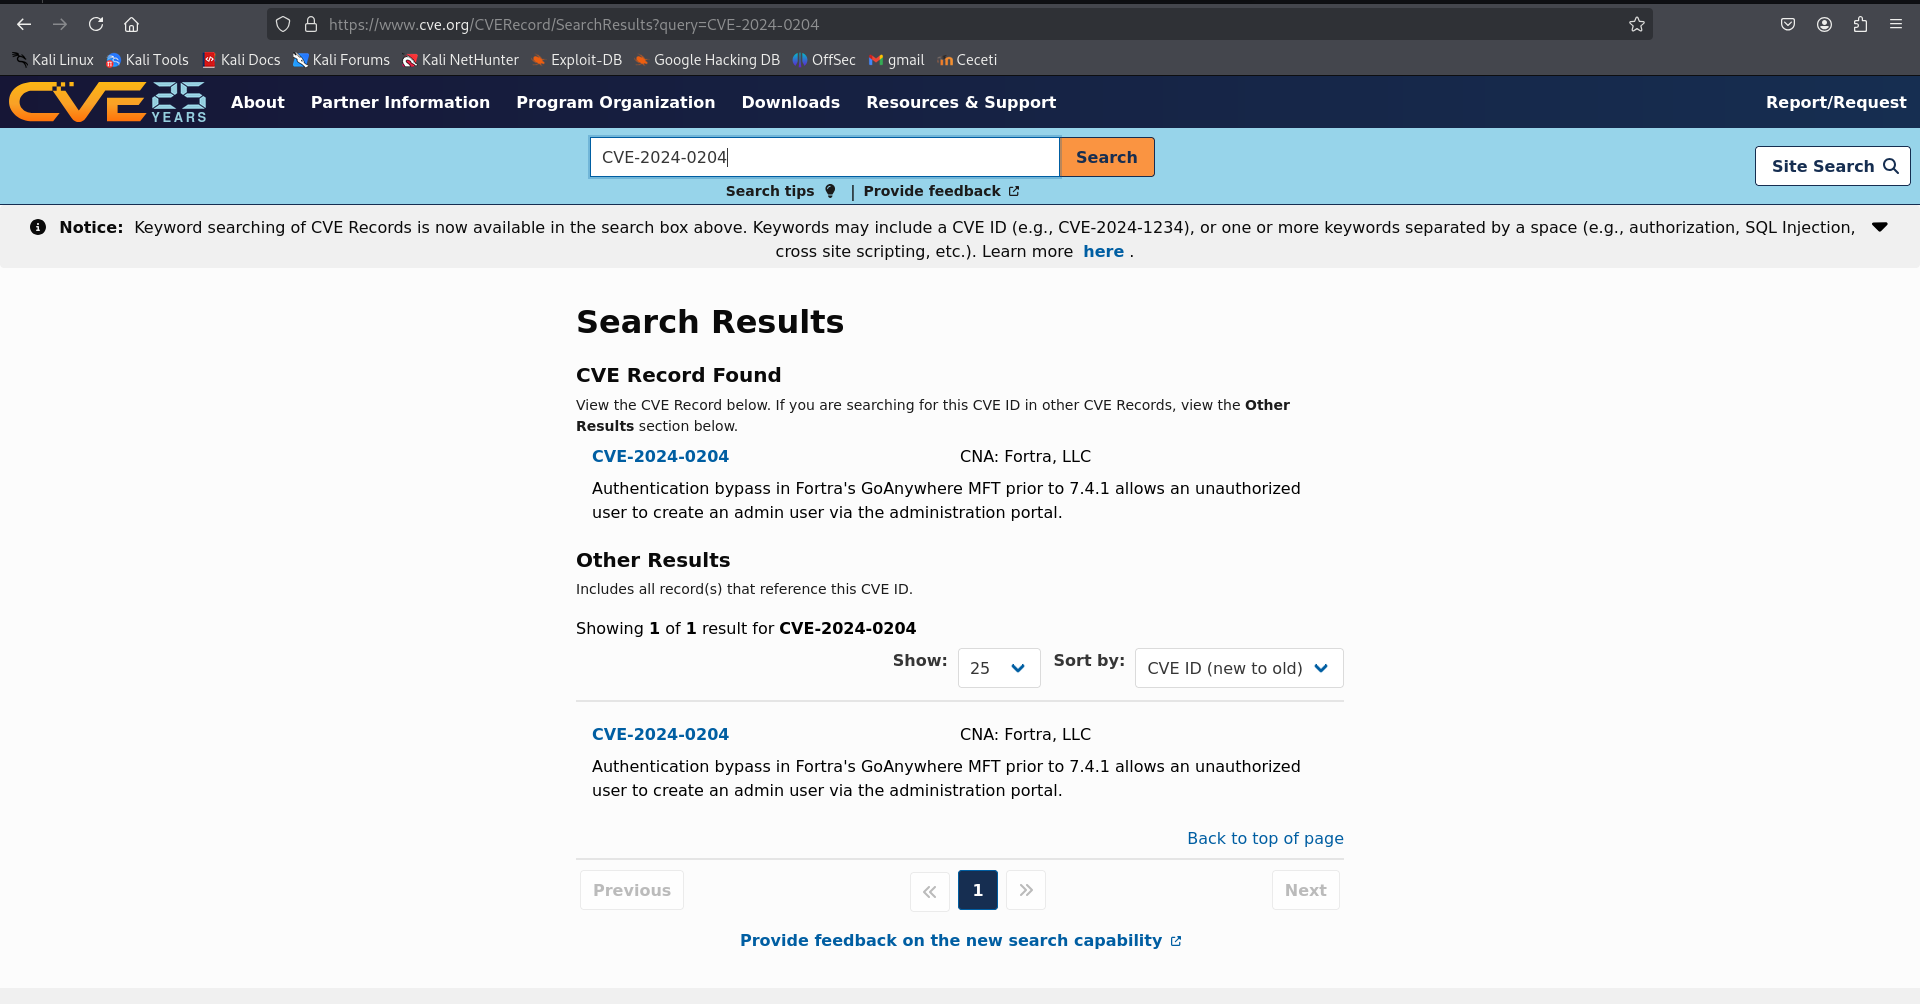 https://www.cve.org/CVERecord/SearchResults?query=CVE-2024-0204
Kali Linux Kali Tools Kali Docs Kali Forums Kali NetHunter Exploit-DB Google Hacking DB OffSec gmail Ceceti
CVE 25 YEARS About Partner Information Program Organization Downloads Resources & Support Report/Request
CVE-2024-0204 Search
Site Search
Search tips | Provide feedback
Notice: Keyword searching of CVE Records is now available in the search box above. Keywords may include a CVE ID (e.g., CVE-2024-1234), or one or more keywords separated by a space (e.g., authorization, SQL Injection,
cross site scripting, etc.). Learn more here .
Search Results
CVE Record Found
View the CVE Record below. If you are searching for this CVE ID in other CVE Records, view the Other
Results section below.
CVE-2024-0204 CNA: Fortra, LLC
Authentication bypass in Fortra's GoAnywhere MFT prior to 7.4.1 allows an unauthorized
user to create an admin user via the administration portal.
Other Results
Includes all record(s) that reference this CVE ID.
Showing 1 of 1 result for CVE-2024-0204
Show: 25 Sort by: CVE ID (new to old)
CVE-2024-0204 CNA: Fortra, LLC
Authentication bypass in Fortra's GoAnywhere MFT prior to 7.4.1 allows an unauthorized
user to create an admin user via the administration portal.
Back to top of page
Previous « 1 » Next
Provide feedback on the new search capability